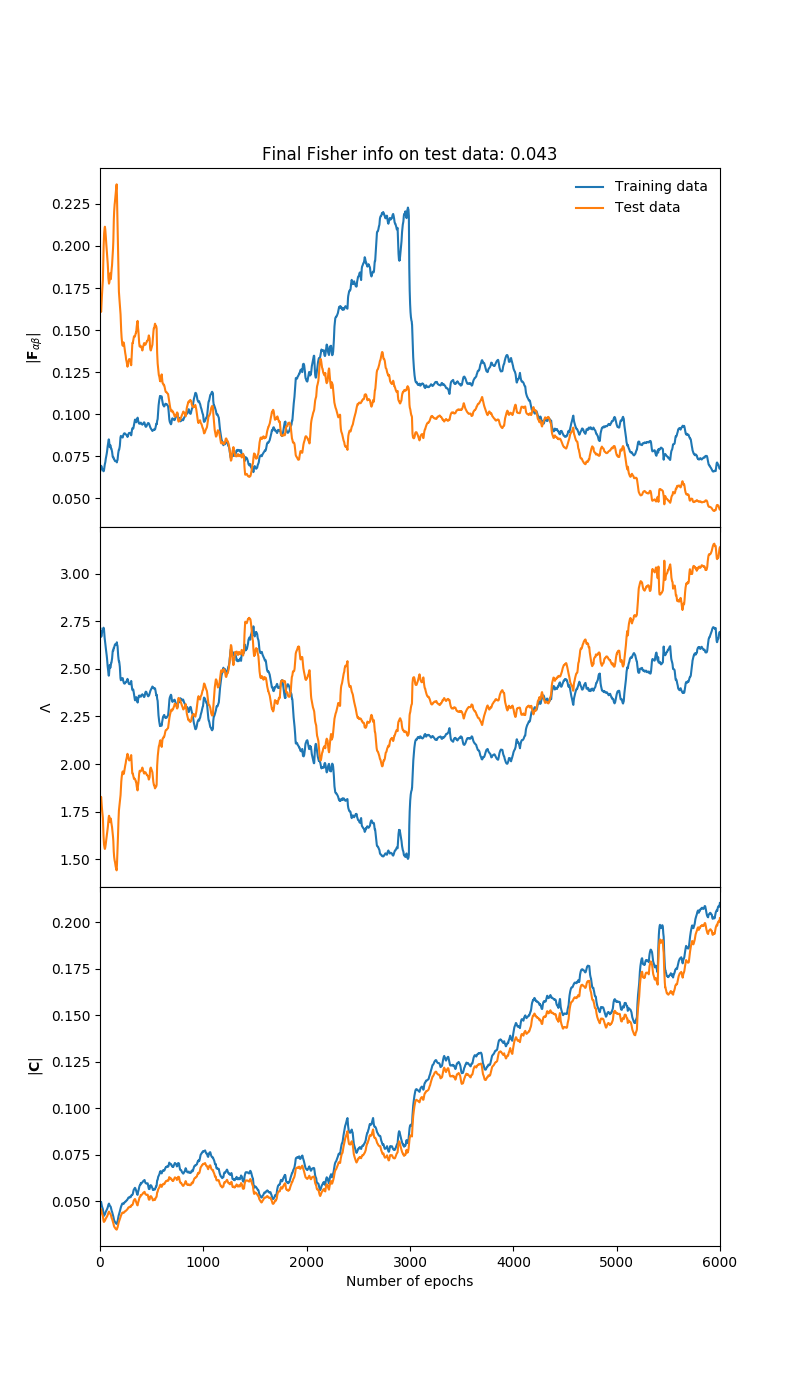 Final Fisher info on test data: 0.043
Training data
Test data
0.225
0.200
0.175
0.150
0.125
0.100
0.075
0.050
|F_{αβ}|
3.00
2.75
2.50
2.25
2.00
1.75
1.50
Λ
0.200
0.175
0.150
0.125
0.100
0.075
0.050
|C|
0 1000 2000 3000 4000 5000 6000
Number of epochs